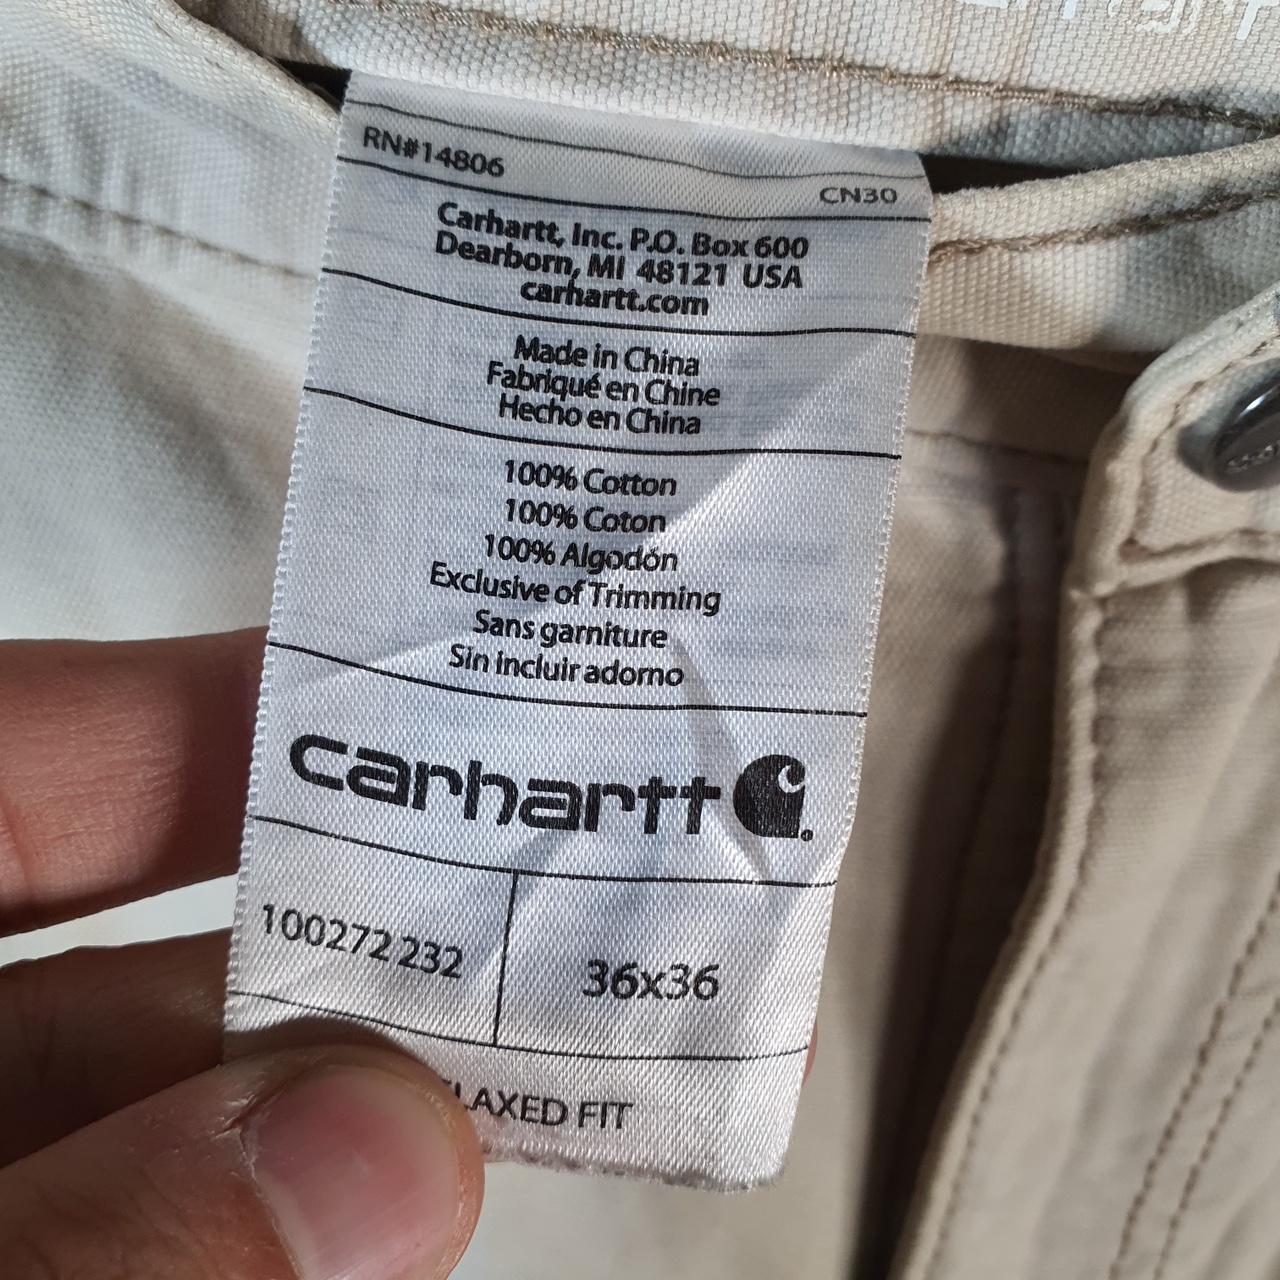 RN#14806
CN30
Carhartt, Inc. P.O. Box 600
Dearborn, MI 48121 USA
carhartt.com
Made in China
Fabriqué en Chine
Hecho en China
100% Cotton
100% Coton
100% Algodón
Exclusive of Trimming
Sans garniture
Sin incluir adorno
carhartt
100272 232
36x36
LAXED FIT